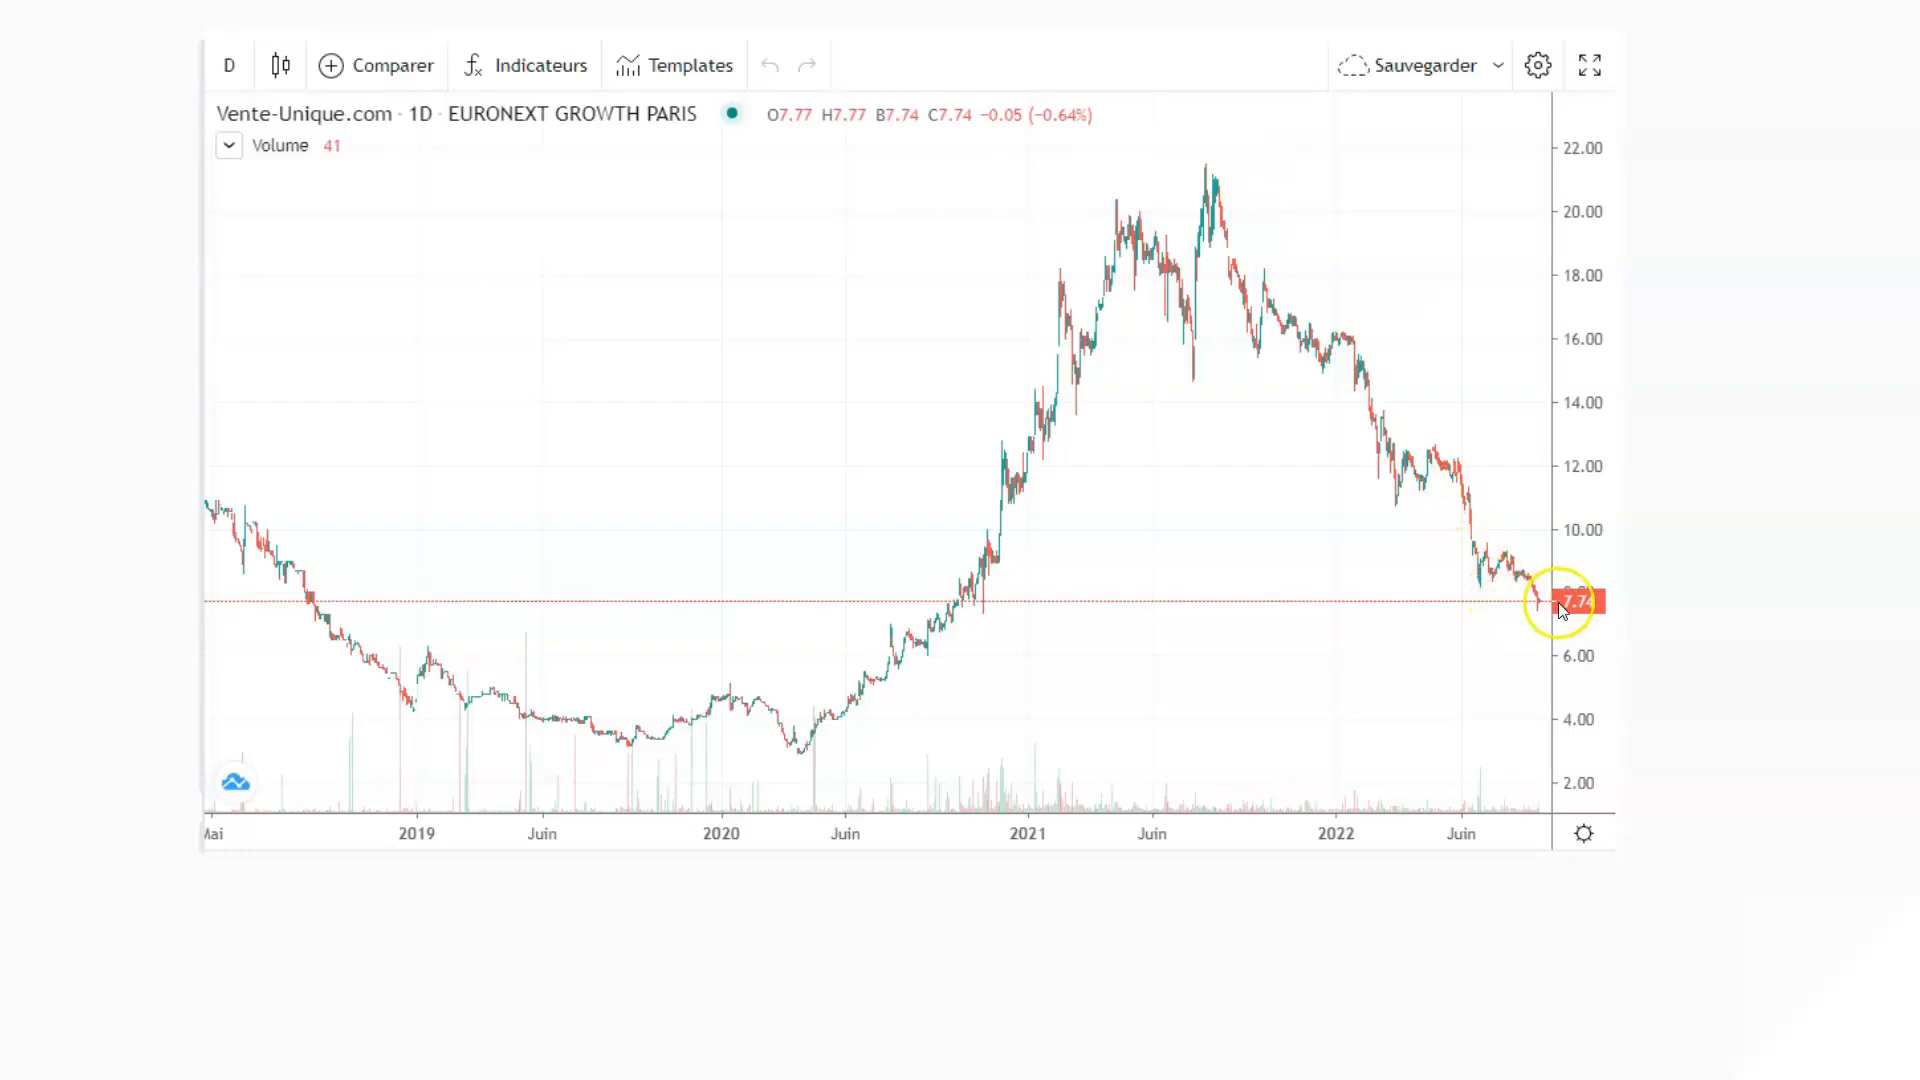 D Comparer Indicateurs Templates Sauvegarder
Vente-Unique.com · 1D · EURONEXT GROWTH PARIS O7.77 H7.77 B7.74 C7.74 −0.05 (−0.64%)
Volume 41
22.00
20.00
18.00
16.00
14.00
12.00
10.00
7.74
6.00
4.00
2.00
Mai 2019 Juin 2020 Juin 2021 Juin 2022 Juin